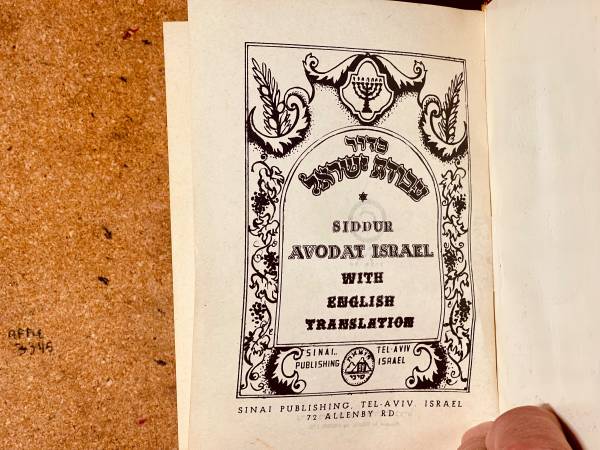 סדור
עבודת ישראל
SIDDUR
AVODAT ISRAEL
WITH
ENGLISH
TRANSLATION
SINAI. TEL-AVIV
PUBLISHING ISRAEL
SINAI PUBLISHING, TEL-AVIV. ISRAEL
72 ALLENBY RD.